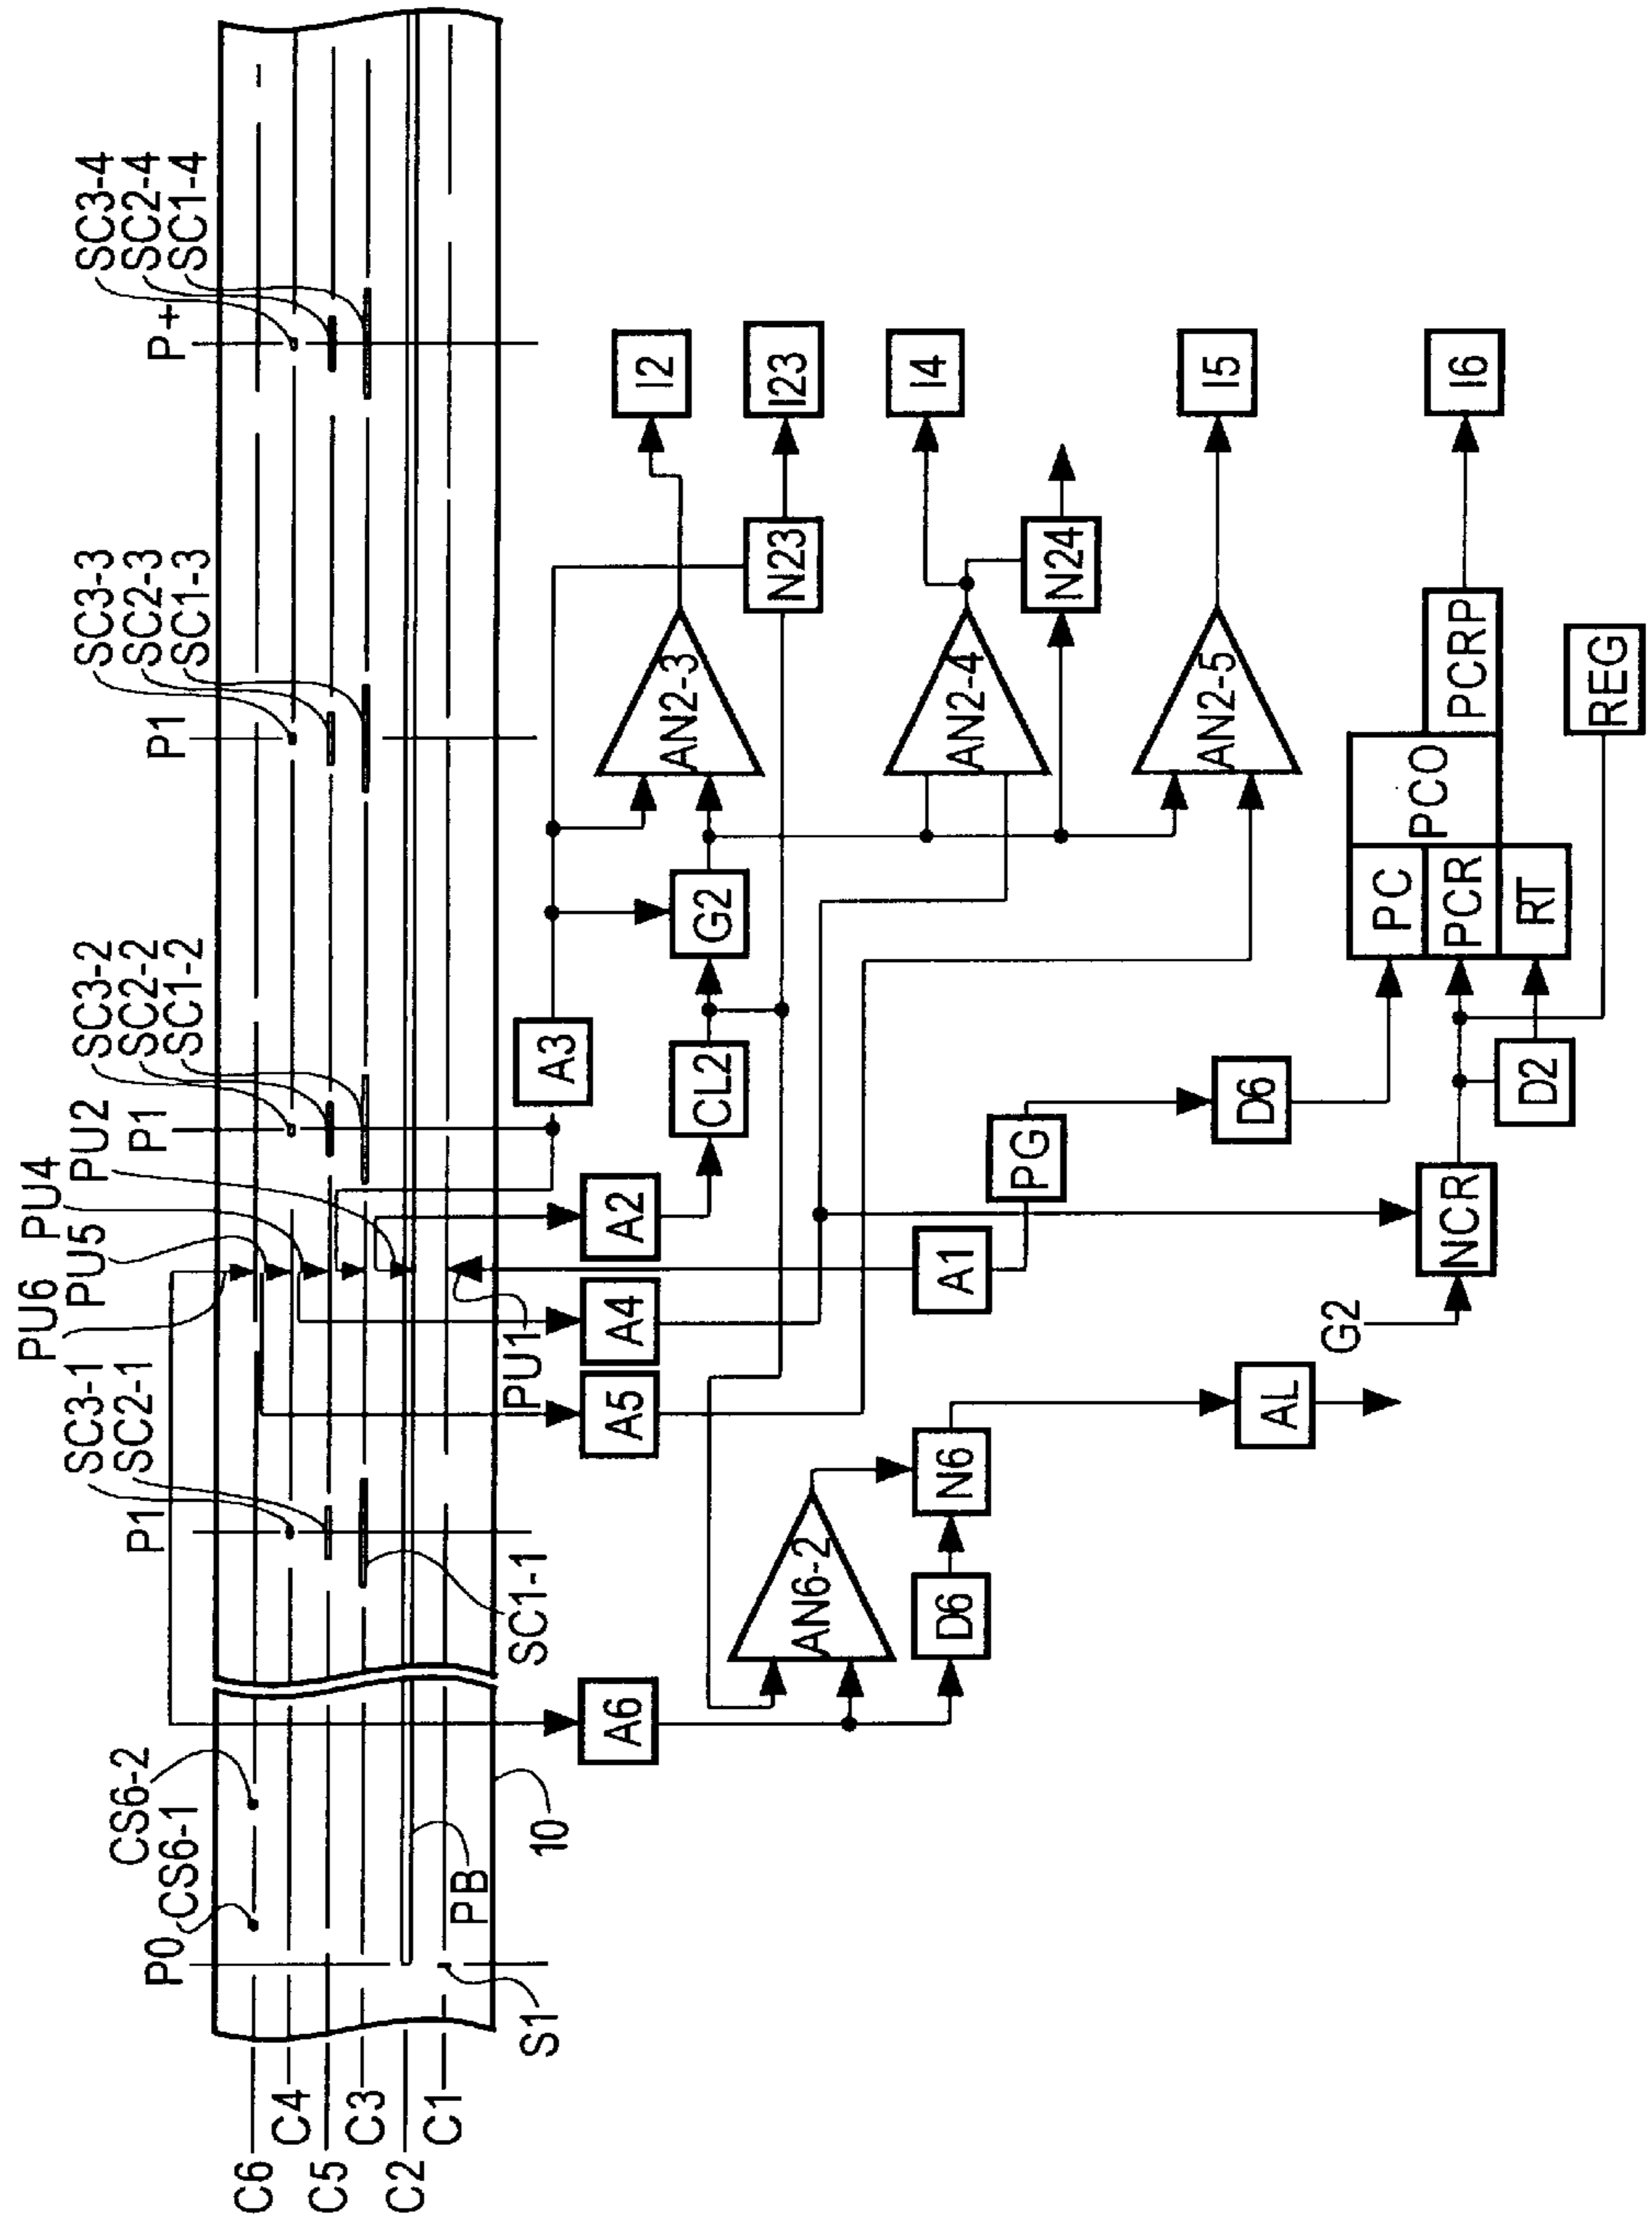 SC3-4
SC2-4
SC1-4
P+
SC3-3
SC2-3
SC1-3
P1
SC3-2
SC2-2
SC1-2
P1
PU2
PU4
PU5
PU6
SC3-1
SC2-1
P1
CS6-2
CS6-1
P0
C6
C4
C5
C3
C2
C1
S1
PB
10
SC1-1
PU1
A3
A2
A4
A5
A6
CL2
G2
AN2-3
I2
N23
I23
AN2-4
I4
N24
AN2-5
I5
AN6-2
D6
N6
AL
A1
PG
D6
G2
NCR
D2
PC
PCR
RT
PCO
PCRP
I6
REG